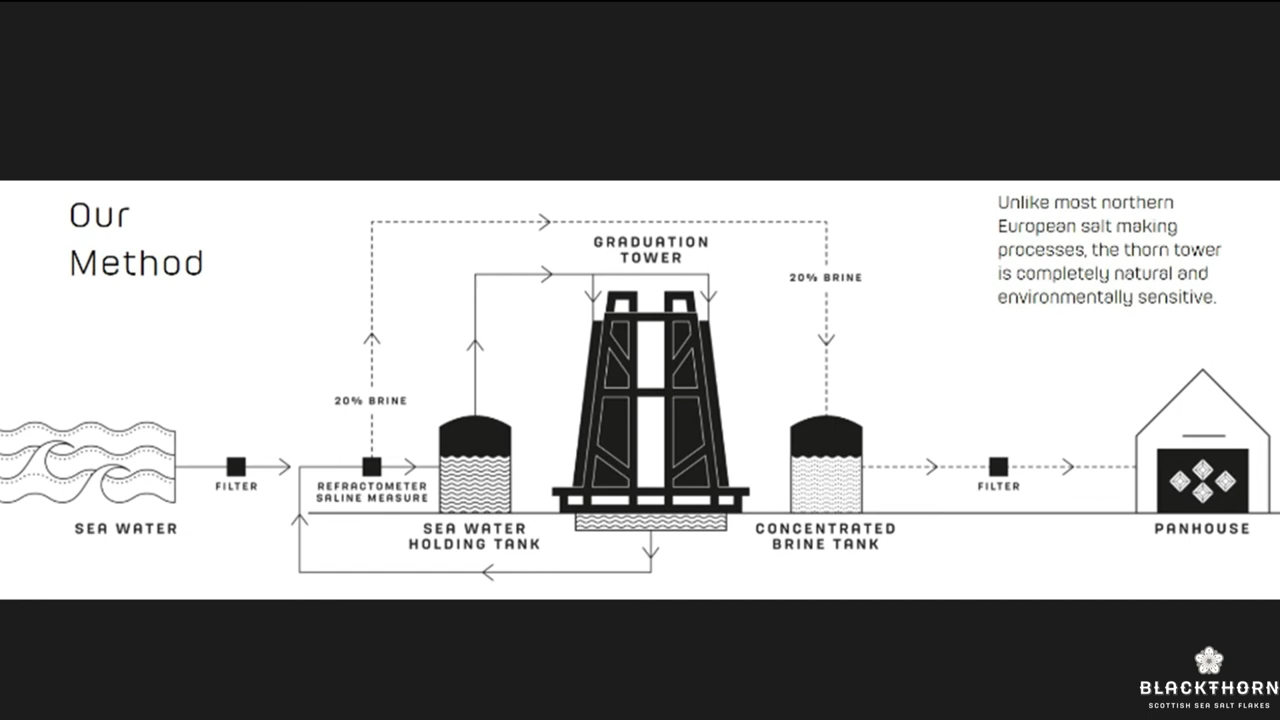 Our
Method
Unlike most northern
European salt making
processes, the thorn tower
is completely natural and
environmentally sensitive.
GRADUATION
TOWER
20% BRINE
20% BRINE
FILTER
REFRACTOMETER
SALINE MEASURE
FILTER
SEA WATER
SEA WATER
HOLDING TANK
CONCENTRATED
BRINE TANK
PANHOUSE
BLACKTHORN
SCOTTISH SEA SALT FLAKES